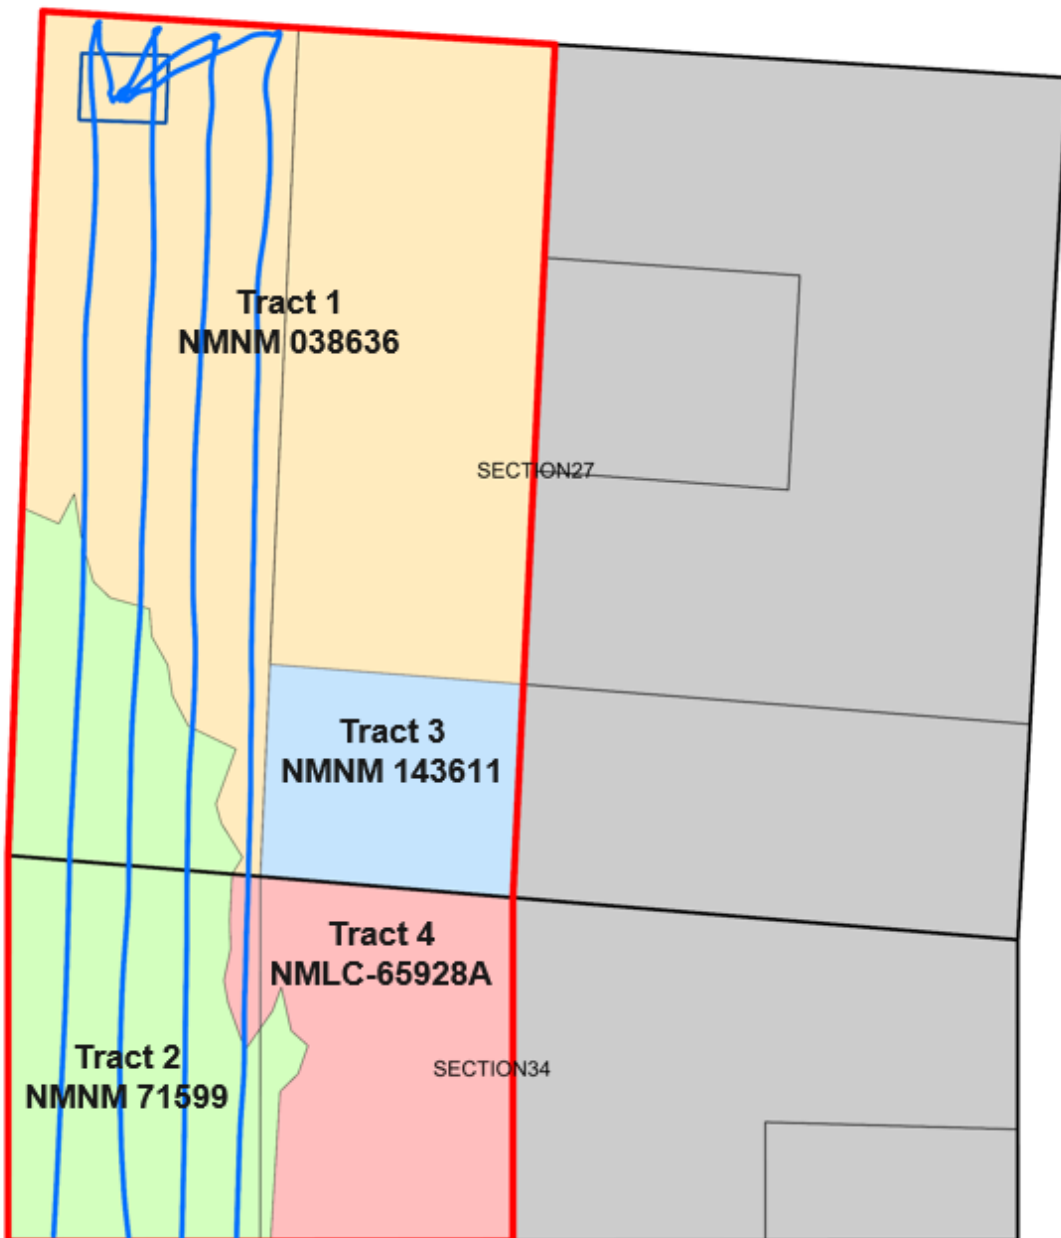 Tract 1
NMNM 038636
SECTION27
Tract 3
NMNM 143611
Tract 4
NMLC-65928A
Tract 2
NMNM 71599
SECTION34